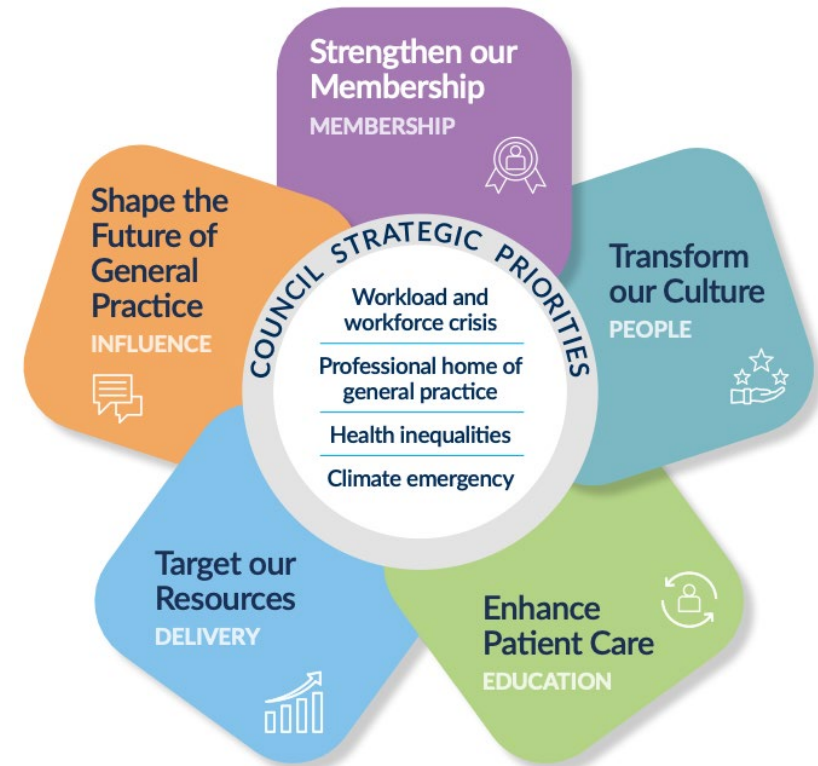 Strengthen our
Membership
MEMBERSHIP
Transform
our Culture
PEOPLE
Enhance
Patient Care
EDUCATION
Target our
Resources
DELIVERY
Shape the
Future of
General
Practice
INFLUENCE
COUNCIL STRATEGIC PRIORITIES
Workload and
workforce crisis
Professional home of
general practice
Health inequalities
Climate emergency